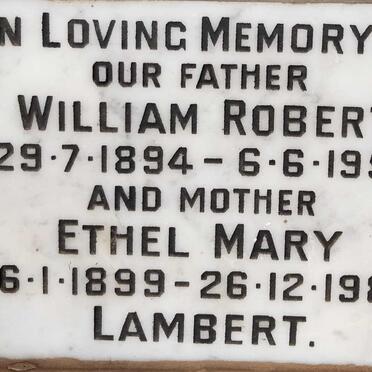 N LOVING MEMORY
OUR FATHER
WILLIAM ROBER
29·7·1894 – 6·6·195
AND MOTHER
ETHEL MARY
6·1·1899 – 26·12·198
LAMBERT.